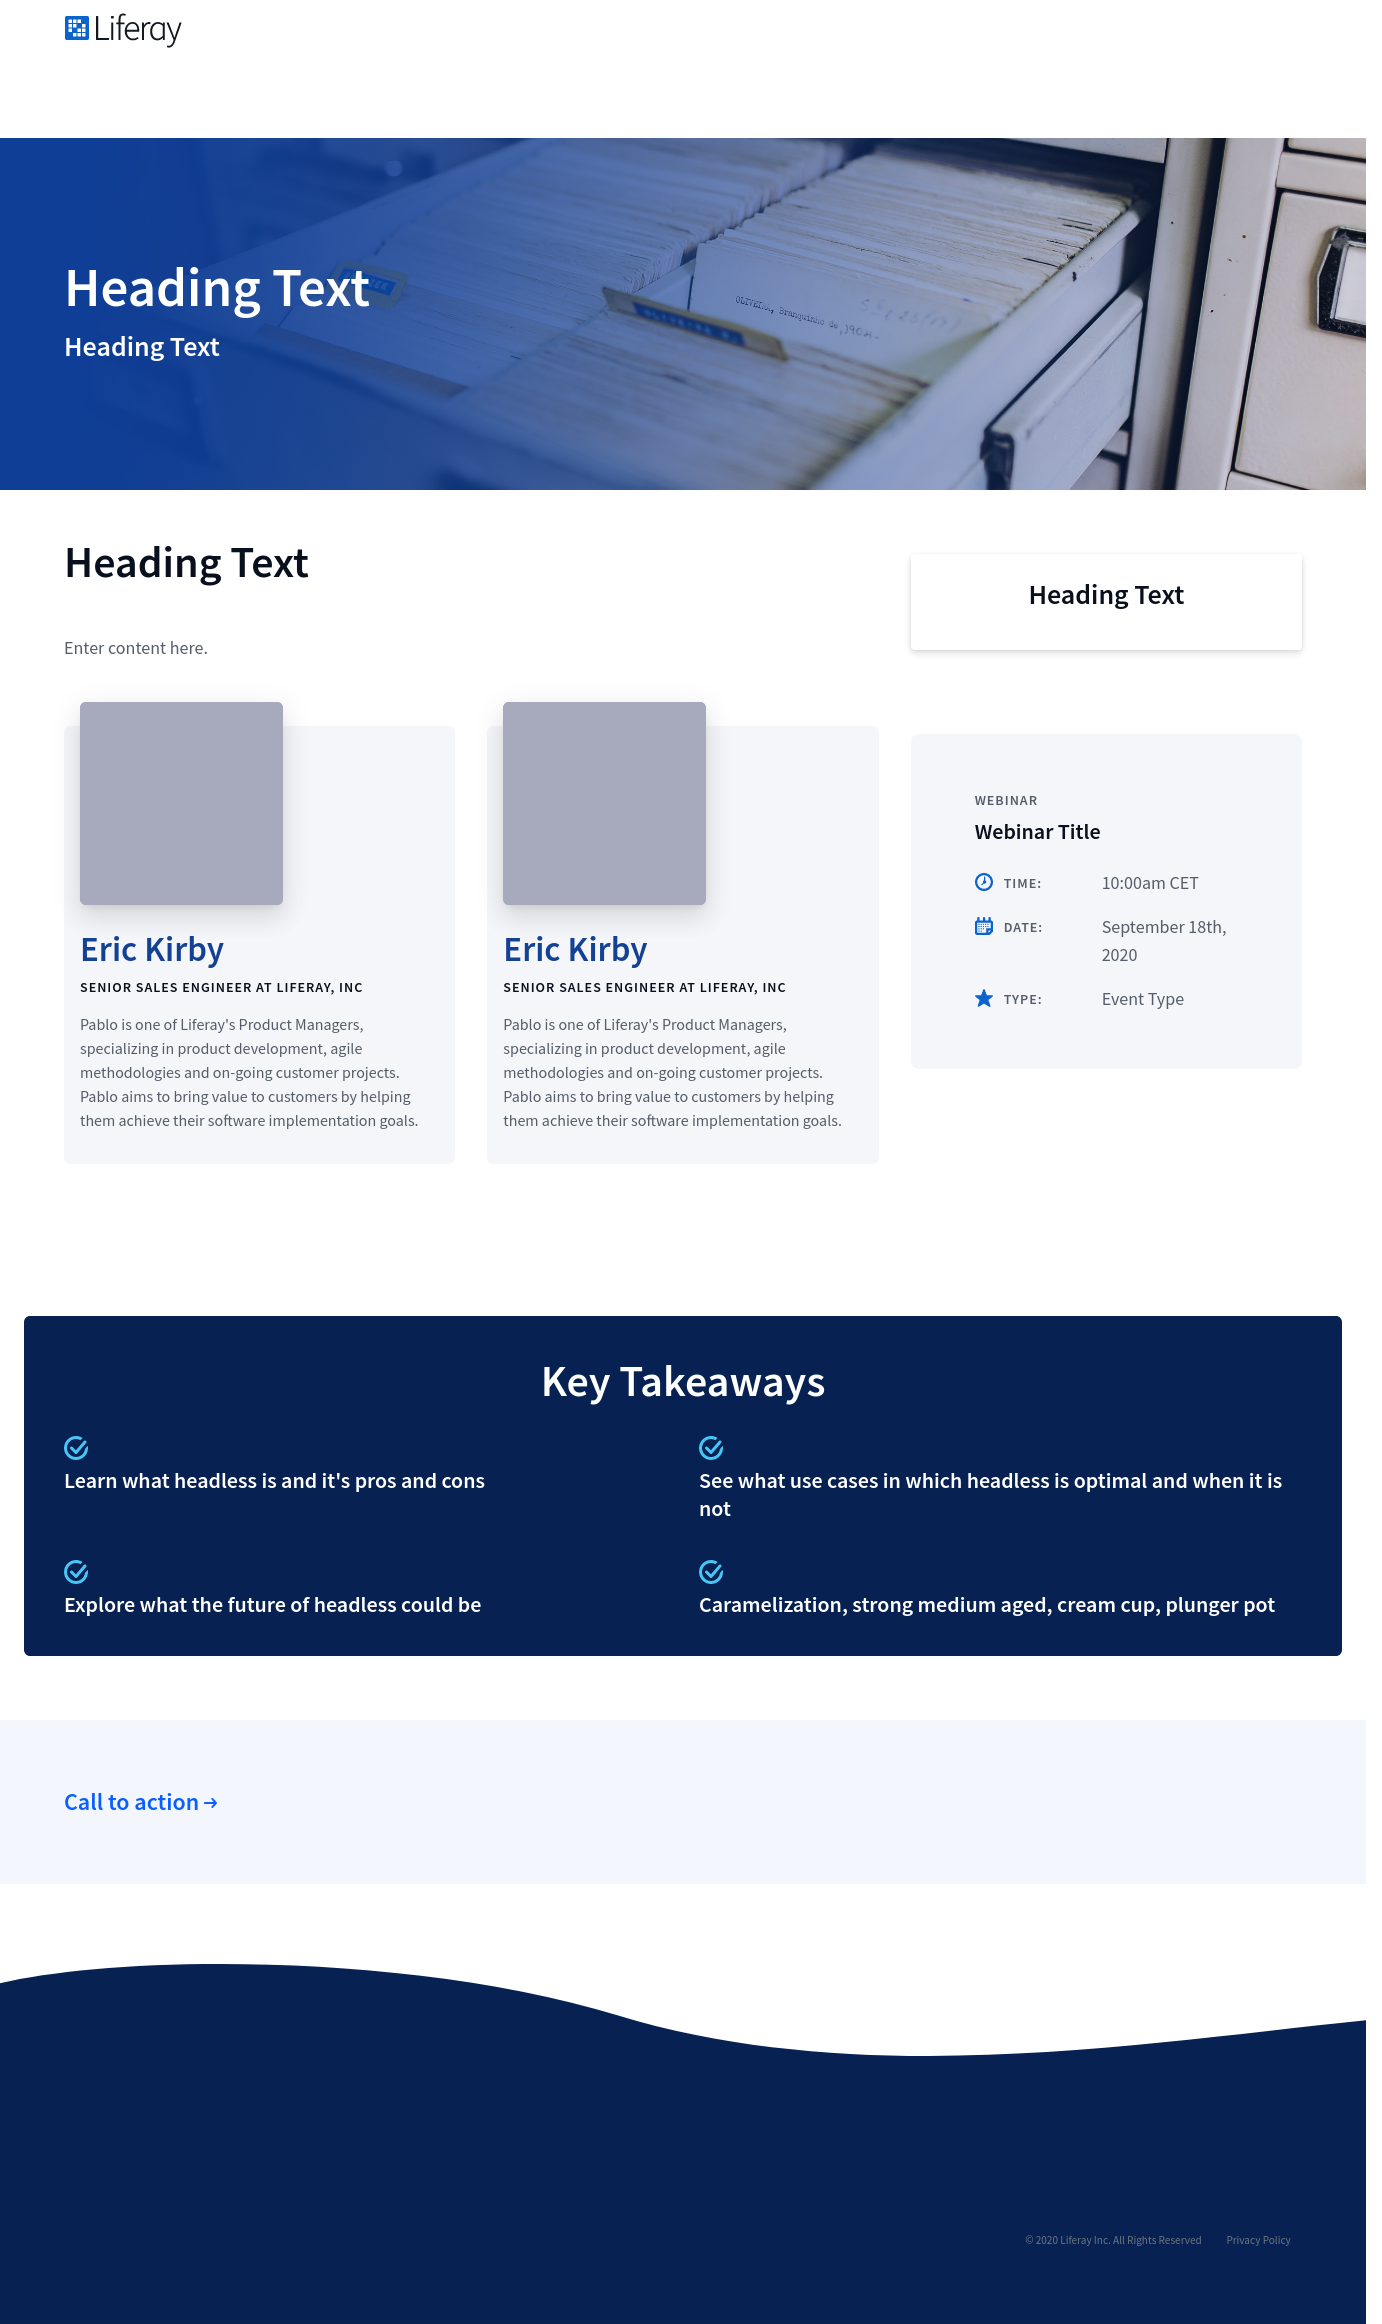 Liferay
Heading Text
Heading Text
OLIVEIRA, Branquinho de
Heading Text
Enter content here.
Heading Text
Eric Kirby
SENIOR SALES ENGINEER AT LIFERAY, INC
Pablo is one of Liferay's Product Managers,
specializing in product development, agile
methodologies and on-going customer projects.
Pablo aims to bring value to customers by helping
them achieve their software implementation goals.
Eric Kirby
SENIOR SALES ENGINEER AT LIFERAY, INC
Pablo is one of Liferay's Product Managers,
specializing in product development, agile
methodologies and on-going customer projects.
Pablo aims to bring value to customers by helping
them achieve their software implementation goals.
WEBINAR
Webinar Title
TIME: 10:00am CET
DATE: September 18th,
2020
TYPE: Event Type
Key Takeaways
Learn what headless is and it's pros and cons
See what use cases in which headless is optimal and when it is
not
Explore what the future of headless could be
Caramelization, strong medium aged, cream cup, plunger pot
Call to action →
© 2020 Liferay Inc. All Rights Reserved Privacy Policy